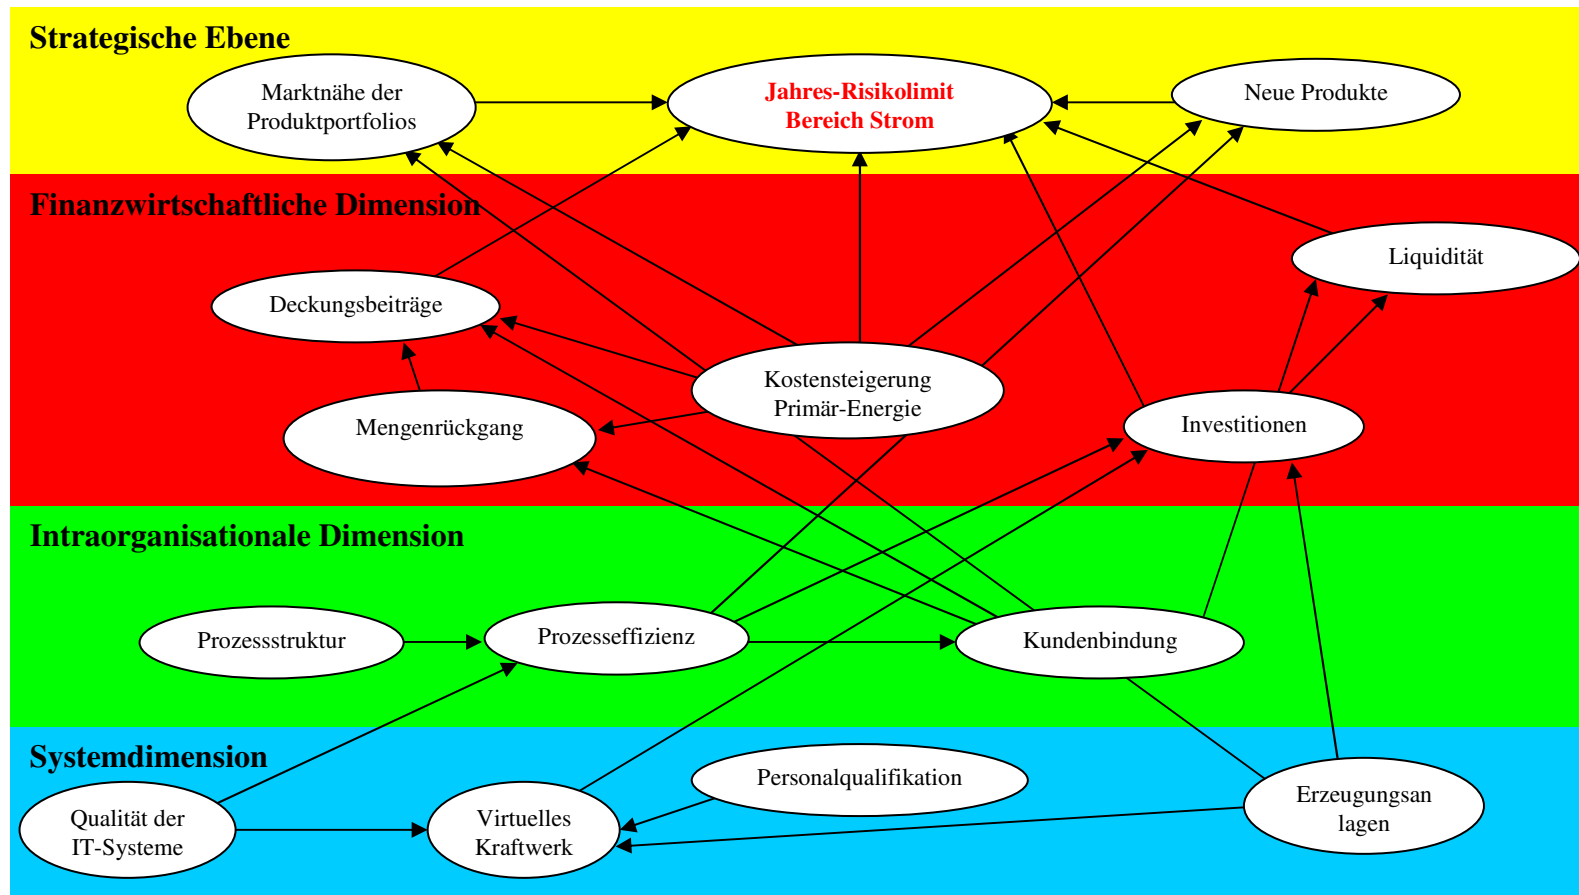 Strategische Ebene
Marktnähe der
Produktportfolios
Jahres-Risikolimit
Bereich Strom
Neue Produkte
Finanzwirtschaftliche Dimension
Liquidität
Deckungsbeiträge
Kostensteigerung
Primär-Energie
Mengenrückgang
Investitionen
Intraorganisationale Dimension
Prozessstruktur
Prozesseffizienz
Kundenbindung
Systemdimension
Personalqualifikation
Qualität der
IT-Systeme
Virtuelles
Kraftwerk
Erzeugungsan
lagen